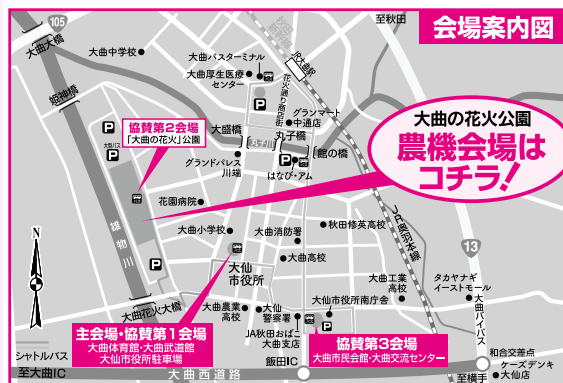 会場案内図
至秋田
105
大曲大橋
姫神橋
大曲中学校
大曲バスターミナル
大曲厚生医療
センター
JR大曲駅
花火通り商店街
グランマート
中通店
大曲の花火公園
農機会場は
コチラ!
P
協賛第2会場
「大曲の花火」公園
大型バス
P
P
大盛橋
丸子橋
丸子川
館の橋
グランドパレス
川端
P
はなび・アム
花園病院
雄物川
大曲小学校
大曲消防署
秋田修英高校
JR奥羽本線
13
P
大仙
市役所
大曲高校
大曲工業
高校
タカヤナギ
イーストモール
大曲花火大橋
大曲農業
高校
大仙
警察署
大仙市役所南庁舎
P
JA秋田おばこ
大曲支店
大曲バイパス
主会場・協賛第1会場
大曲体育館・大曲武道館
大仙市役所駐車場
協賛第3会場
大曲市民会館・大曲交流センター
シャトルバス
至大曲IC
大曲西道路
飯田IC
和合交差点
ケーズデンキ
大仙店
至横手
N